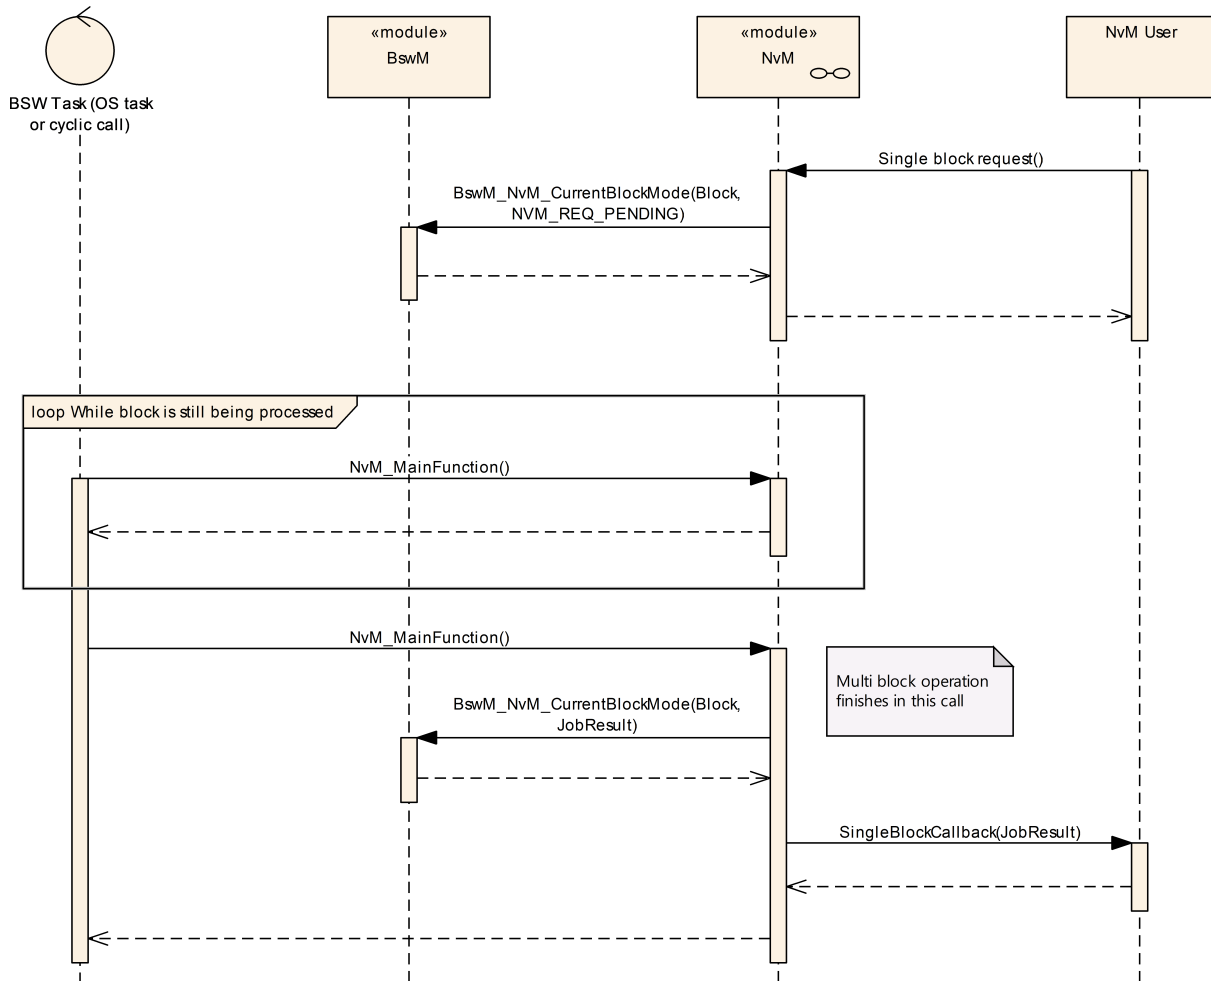 «module»
BswM
«module»
NvM
NvM User
BSW Task (OS task
or cyclic call)
Single block request()
BswM_NvM_CurrentBlockMode(Block,
NVM_REQ_PENDING)
loop While block is still being processed
NvM_MainFunction()
NvM_MainFunction()
Multi block operation
finishes in this call
BswM_NvM_CurrentBlockMode(Block,
JobResult)
SingleBlockCallback(JobResult)